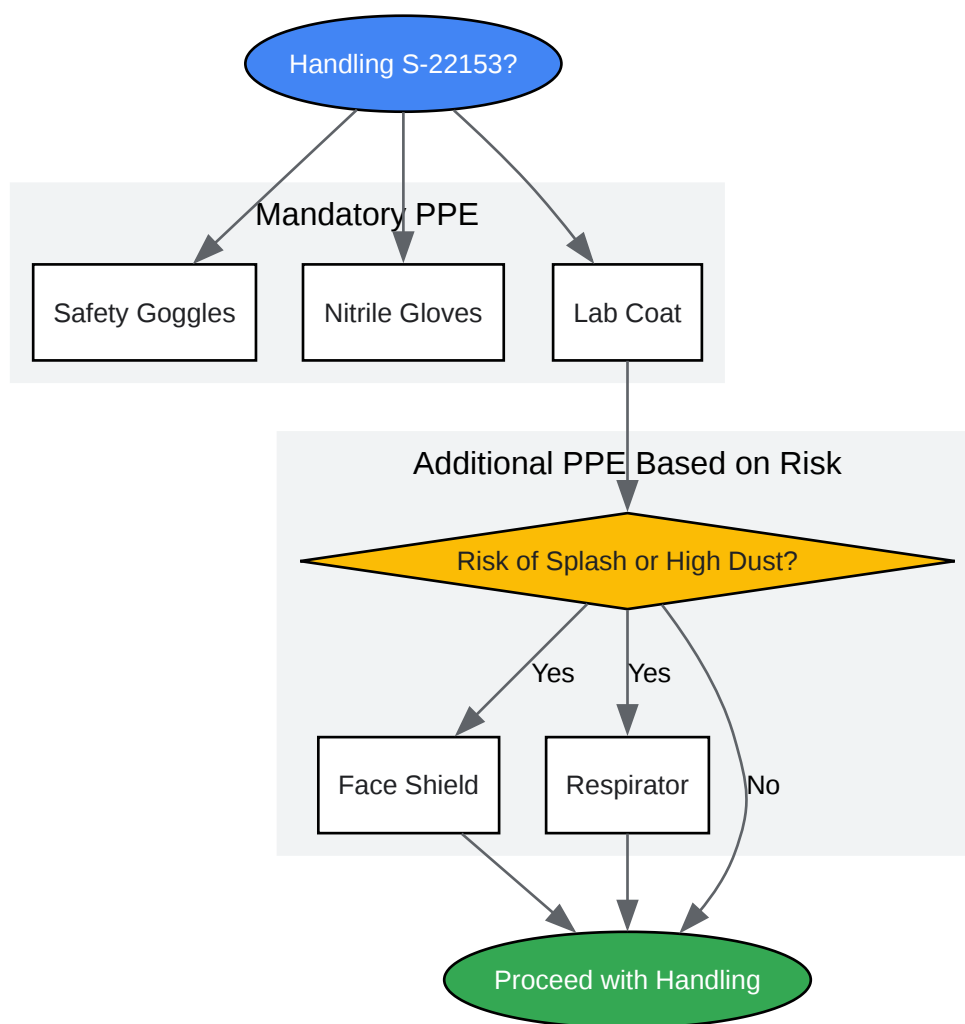 Handling S-22153?
Mandatory PPE
Safety Goggles
Nitrile Gloves
Lab Coat
Additional PPE Based on Risk
Risk of Splash or High Dust?
Yes
Yes
Face Shield
Respirator
No
Proceed with Handling